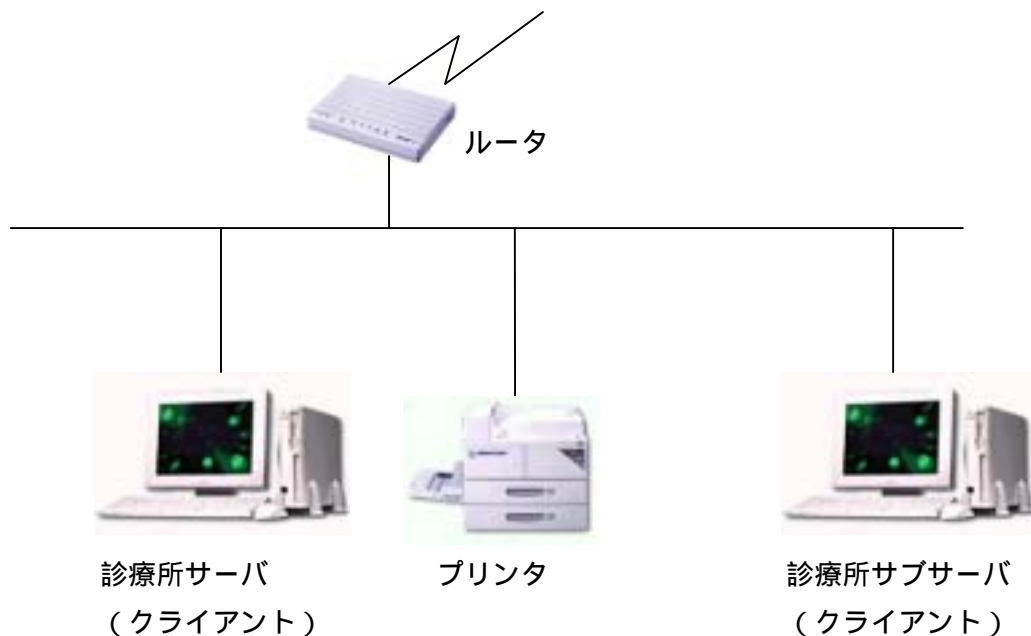 ルータ
診療所サーバ
（クライアント）
プリンタ
診療所サブサーバ
（クライアント）